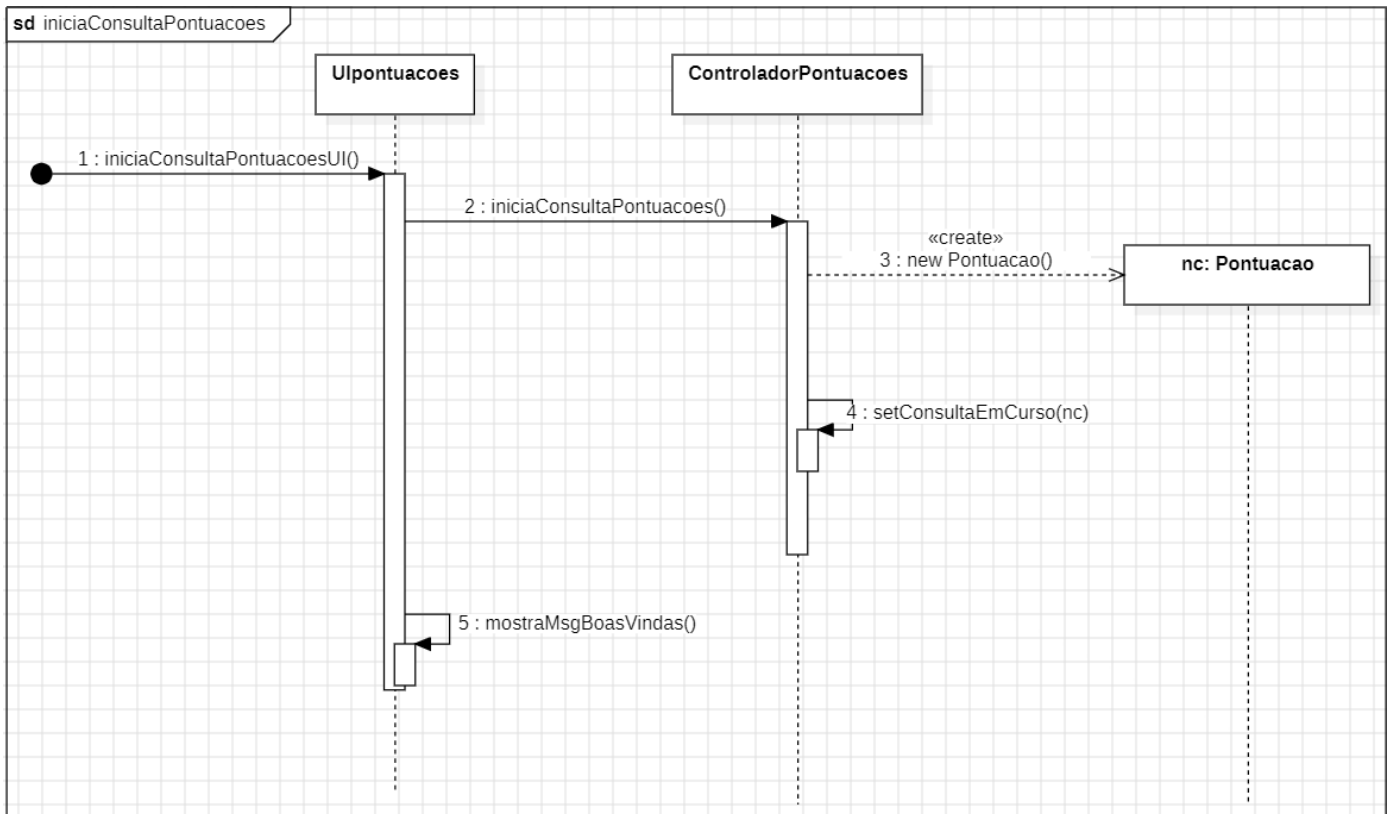 sd iniciaConsultaPontuacoes
UIpontuacoes
ControladorPontuacoes
1 : iniciaConsultaPontuacoesUI()
2 : iniciaConsultaPontuacoes()
«create»
3 : new Pontuacao()
nc: Pontuacao
4 : setConsultaEmCurso(nc)
5 : mostraMsgBoasVindas()